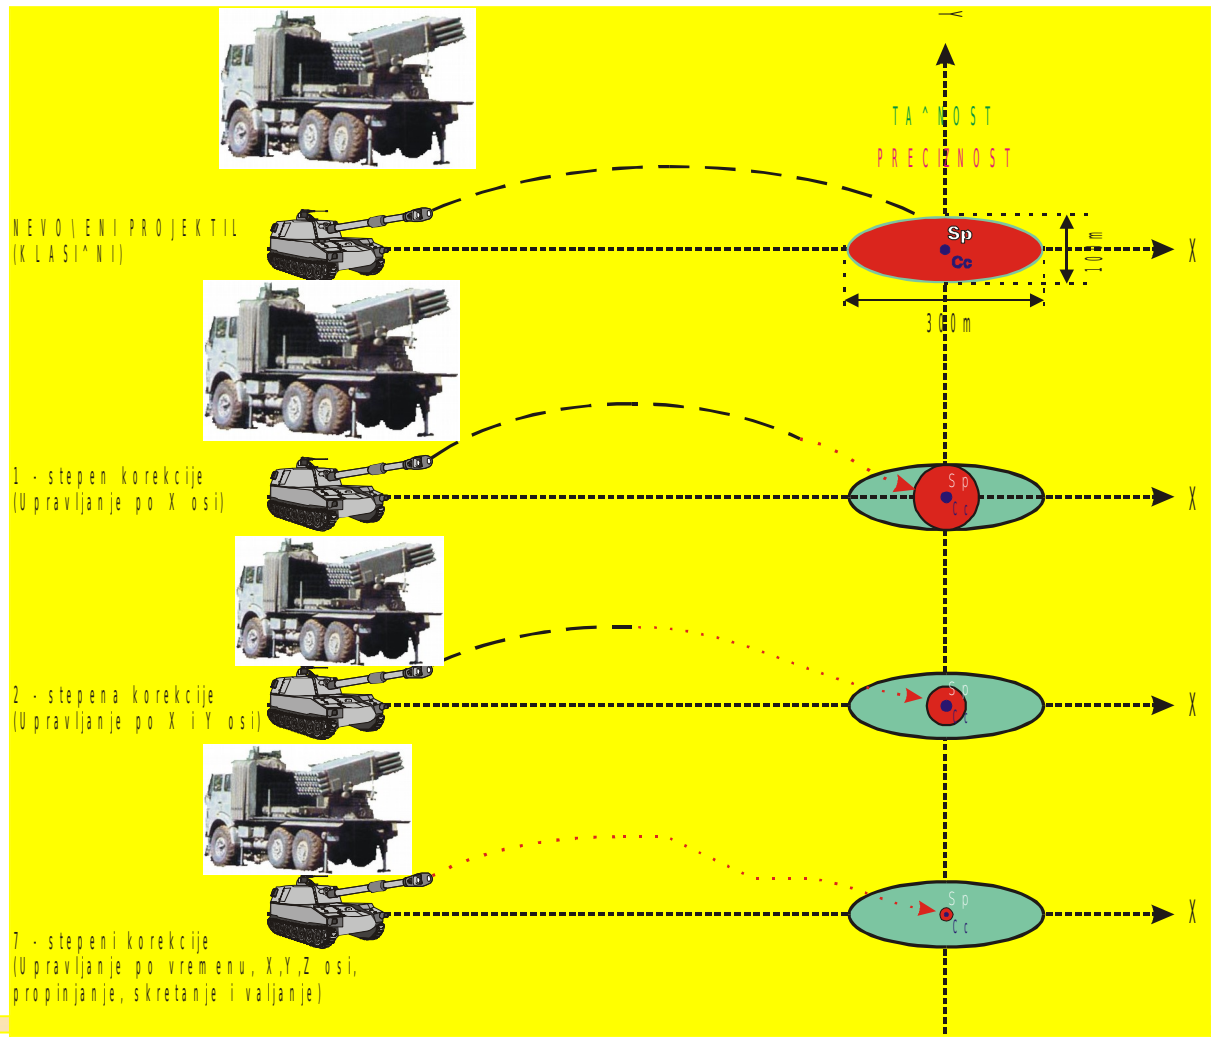 Y
TA^NOST
PRECIZNOST
NEVO\ENI PROJEKTIL
(KLASI^NI)
Sp
Cc
X
10m
300m
1 - stepen korekcije
(Upravljanje po X osi)
Sp
Cc
X
2 - stepena korekcije
(Upravljanje po X i Y osi)
Sp
Cc
X
7 - stepeni korekcije
(Upravljanje po vremenu, X,Y,Z osi,
propinjanje, skretanje i valjanje)
Sp
Cc
X